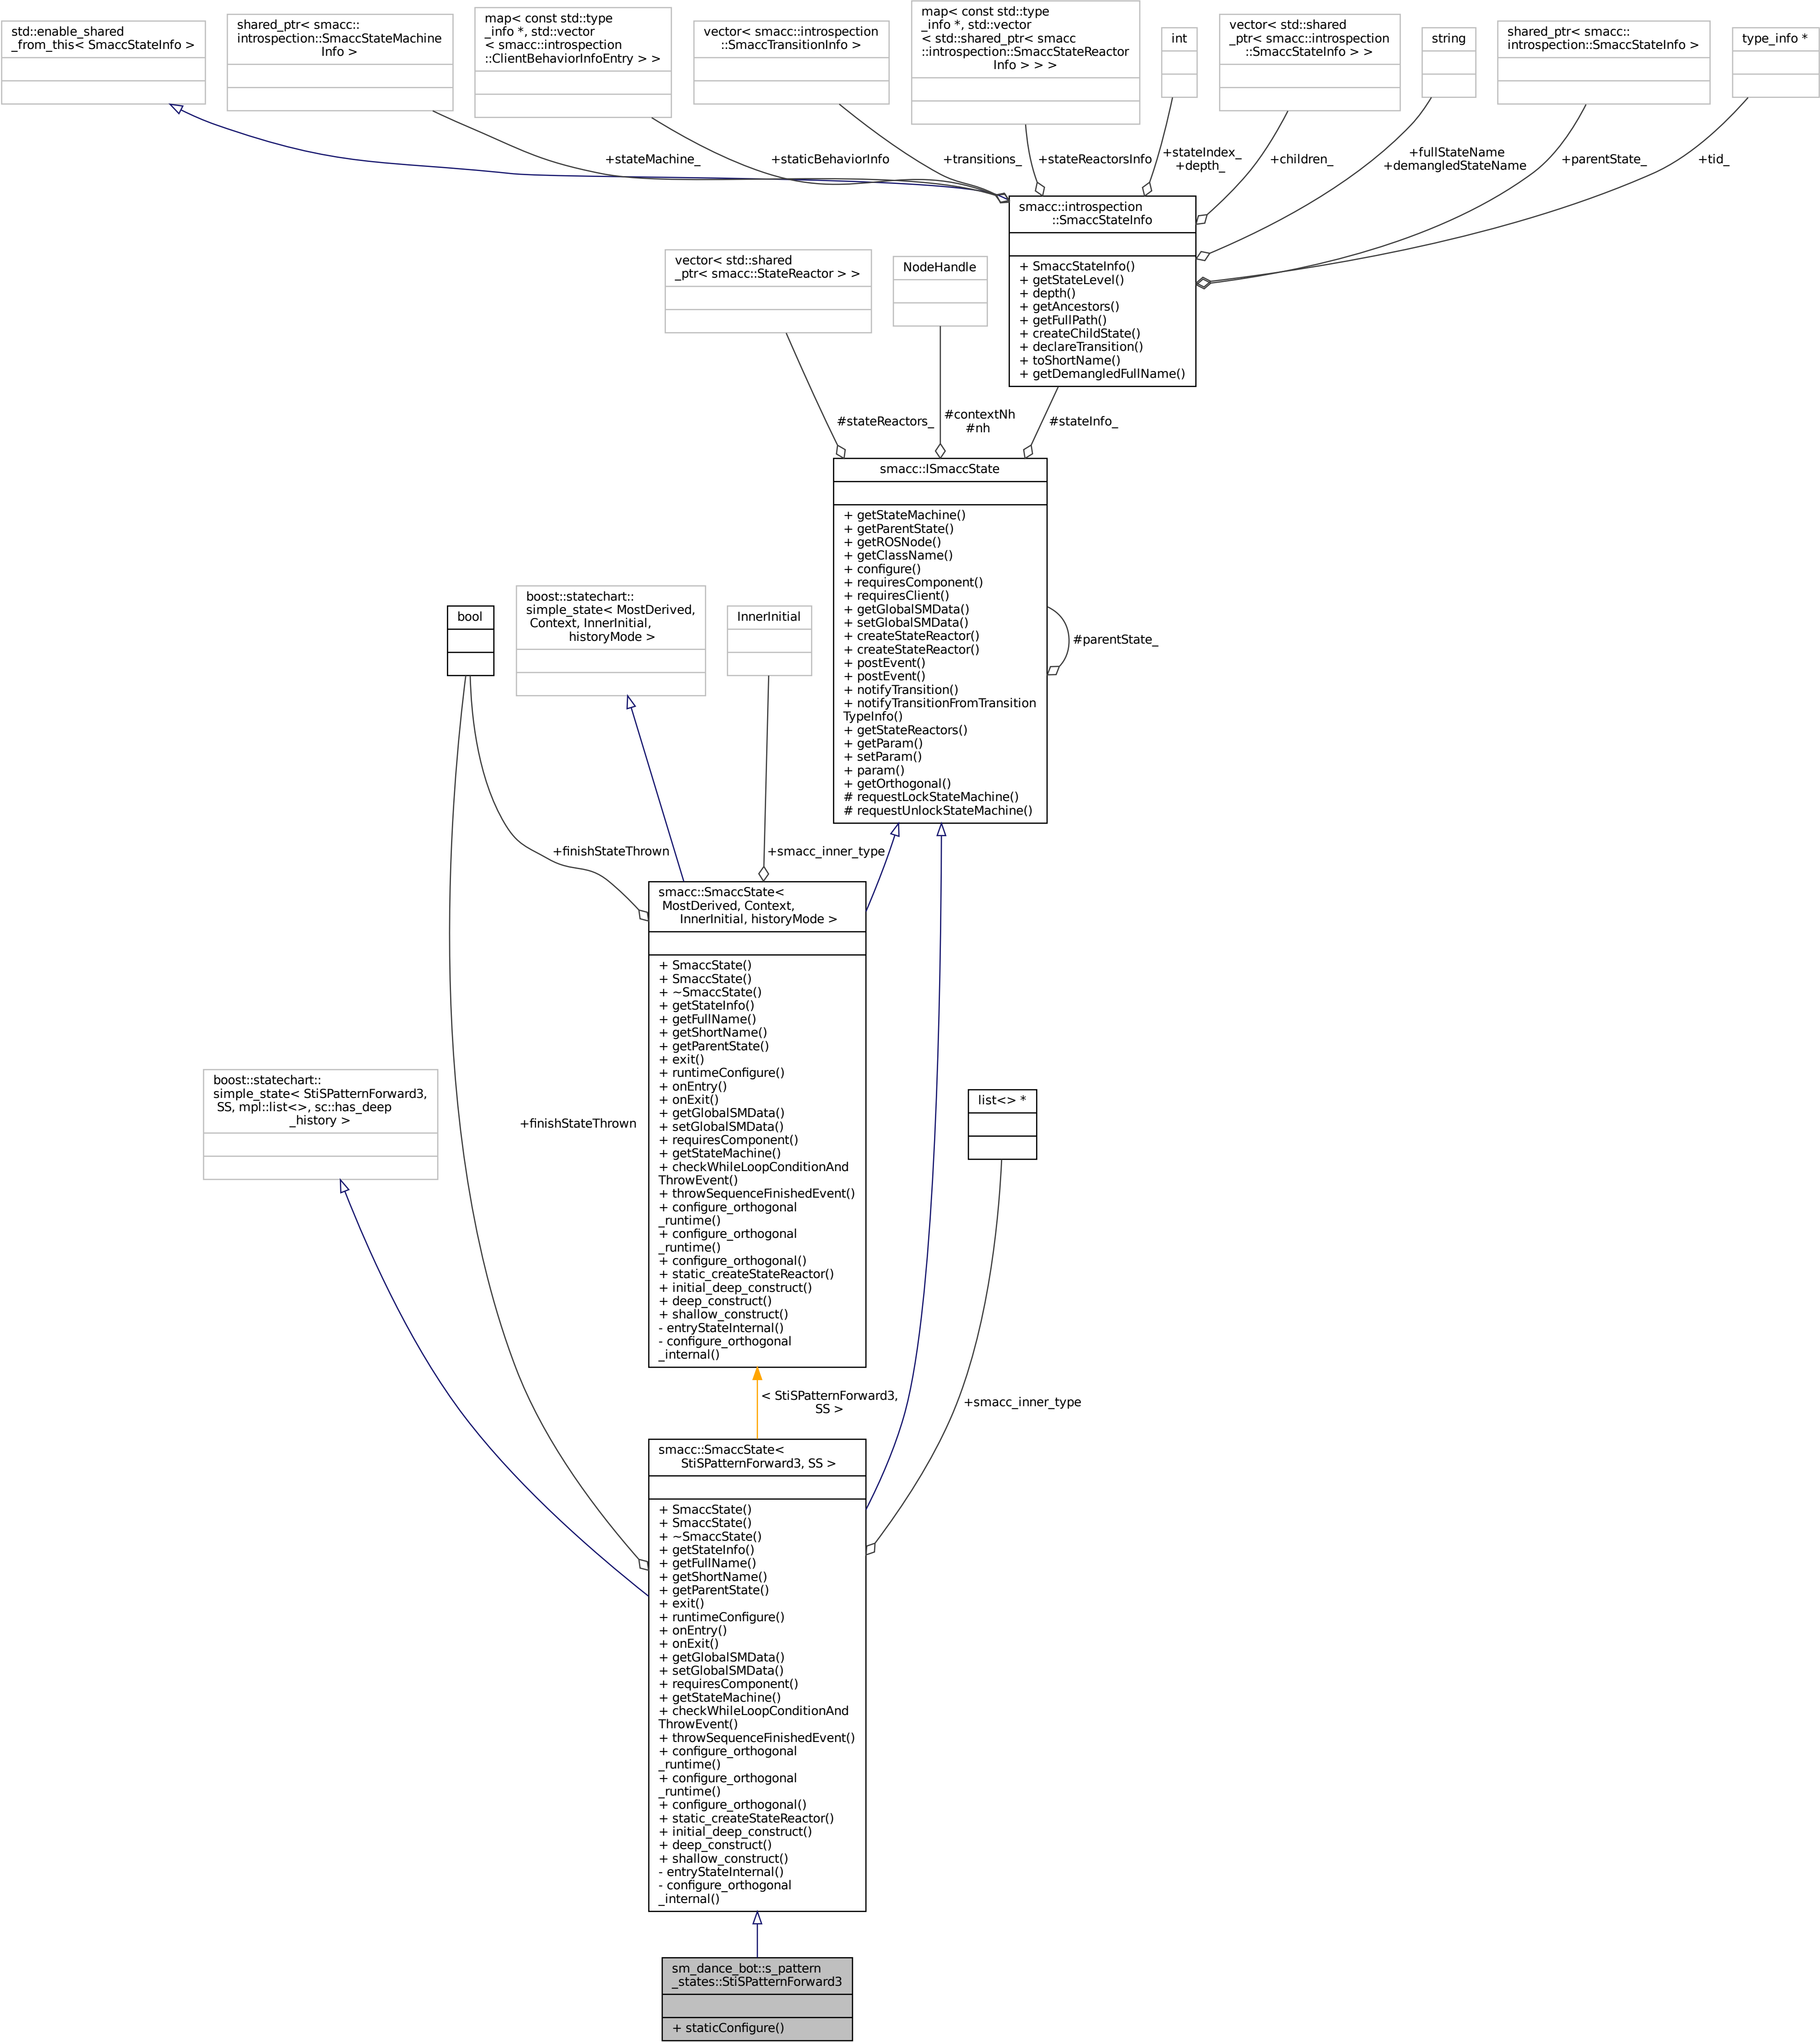 std::enable_shared
_from_this< SmaccStateInfo >
shared_ptr< smacc::
introspection::SmaccStateMachine
Info >
map< const std::type
_info *, std::vector
< smacc::introspection
::ClientBehaviorInfoEntry > >
vector< smacc::introspection
::SmaccTransitionInfo >
map< const std::type
_info *, std::vector
< std::shared_ptr< smacc
::introspection::SmaccStateReactor
Info > > >
int
vector< std::shared
_ptr< smacc::introspection
::SmaccStateInfo > >
string
shared_ptr< smacc::
introspection::SmaccStateInfo >
type_info *
+stateMachine_
+staticBehaviorInfo
+transitions_
+stateReactorsInfo
+stateIndex_
+depth_
+children_
+fullStateName
+demangledStateName
+parentState_
+tid_
smacc::introspection
::SmaccStateInfo
+ SmaccStateInfo()
+ getStateLevel()
+ depth()
+ getAncestors()
+ getFullPath()
+ createChildState()
+ declareTransition()
+ toShortName()
+ getDemangledFullName()
vector< std::shared
_ptr< smacc::StateReactor > >
NodeHandle
#stateReactors_
#contextNh
#nh
#stateInfo_
smacc::ISmaccState
+ getStateMachine()
+ getParentState()
+ getROSNode()
+ getClassName()
+ configure()
+ requiresComponent()
+ requiresClient()
+ getGlobalSMData()
+ setGlobalSMData()
+ createStateReactor()
+ createStateReactor()
+ postEvent()
+ postEvent()
+ notifyTransition()
+ notifyTransitionFromTransition
TypeInfo()
+ getStateReactors()
+ getParam()
+ setParam()
+ param()
+ getOrthogonal()
# requestLockStateMachine()
# requestUnlockStateMachine()
#parentState_
bool
boost::statechart::
simple_state< MostDerived,
Context, InnerInitial,
historyMode >
InnerInitial
+finishStateThrown
+smacc_inner_type
smacc::SmaccState<
MostDerived, Context,
InnerInitial, historyMode >
+ SmaccState()
+ SmaccState()
+ ~SmaccState()
+ getStateInfo()
+ getFullName()
+ getShortName()
+ getParentState()
+ exit()
+ runtimeConfigure()
+ onEntry()
+ onExit()
+ getGlobalSMData()
+ setGlobalSMData()
+ requiresComponent()
+ getStateMachine()
+ checkWhileLoopConditionAnd
ThrowEvent()
+ throwSequenceFinishedEvent()
+ configure_orthogonal
_runtime()
+ configure_orthogonal
_runtime()
+ configure_orthogonal()
+ static_createStateReactor()
+ initial_deep_construct()
+ deep_construct()
+ shallow_construct()
- entryStateInternal()
- configure_orthogonal
_internal()
boost::statechart::
simple_state< StiSPatternForward3,
SS, mpl::list<>, sc::has_deep
_history >
+finishStateThrown
list<> *
< StiSPatternForward3,
SS >
+smacc_inner_type
smacc::SmaccState<
StiSPatternForward3, SS >
+ SmaccState()
+ SmaccState()
+ ~SmaccState()
+ getStateInfo()
+ getFullName()
+ getShortName()
+ getParentState()
+ exit()
+ runtimeConfigure()
+ onEntry()
+ onExit()
+ getGlobalSMData()
+ setGlobalSMData()
+ requiresComponent()
+ getStateMachine()
+ checkWhileLoopConditionAnd
ThrowEvent()
+ throwSequenceFinishedEvent()
+ configure_orthogonal
_runtime()
+ configure_orthogonal
_runtime()
+ configure_orthogonal()
+ static_createStateReactor()
+ initial_deep_construct()
+ deep_construct()
+ shallow_construct()
- entryStateInternal()
- configure_orthogonal
_internal()
sm_dance_bot::s_pattern
_states::StiSPatternForward3
+ staticConfigure()